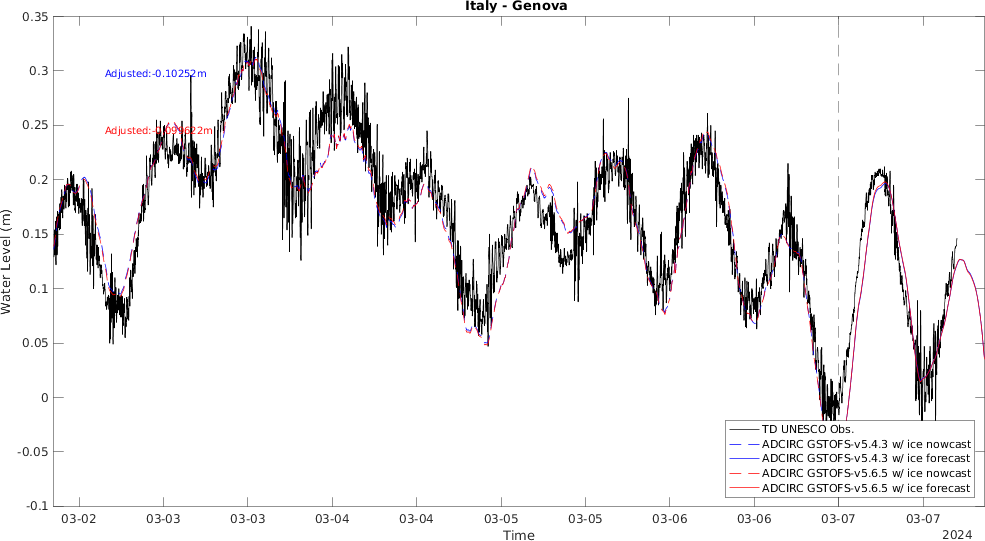 Italy - Genova
0.35
0.3
0.25
0.2
0.15
0.1
0.05
0
-0.05
-0.1
Water Level (m)
Adjusted:-0.10252m
Adjusted:-0.099622m
TD UNESCO Obs.
ADCIRC GSTOFS-v5.4.3 w/ ice nowcast
ADCIRC GSTOFS-v5.4.3 w/ ice forecast
ADCIRC GSTOFS-v5.6.5 w/ ice nowcast
ADCIRC GSTOFS-v5.6.5 w/ ice forecast
03-02 03-03 03-03 03-04 03-04 03-05 03-05 03-06 03-06 03-07 03-07
Time
2024